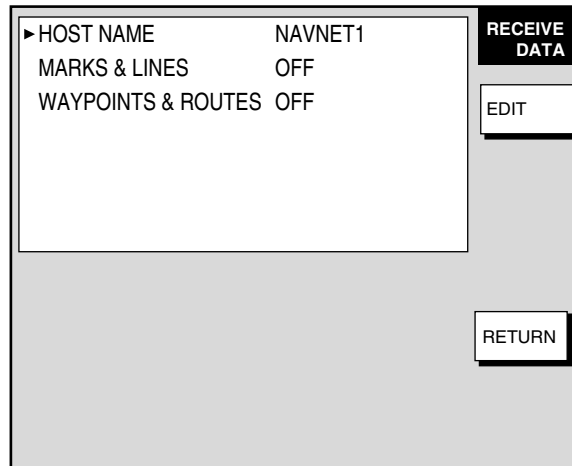 ▶HOST NAME NAVNET1
MARKS & LINES OFF
WAYPOINTS & ROUTES OFF
RECEIVE
DATA
EDIT
RETURN